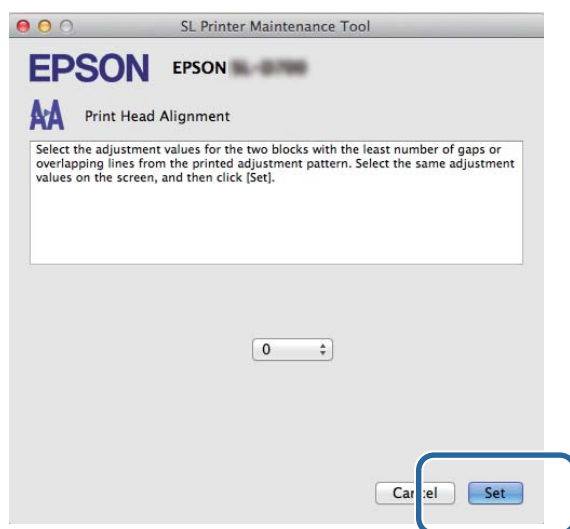 SL Printer Maintenance Tool
EPSON EPSON
Print Head Alignment
Select the adjustment values for the two blocks with the least number of gaps or
overlapping lines from the printed adjustment pattern. Select the same adjustment
values on the screen, and then click [Set].
0
Cancel Set